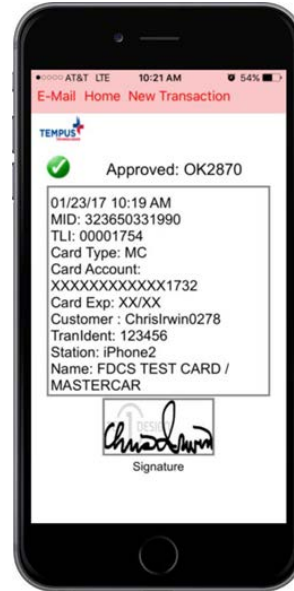 AT&T LTE 10:21 AM 54%
E-Mail Home New Transaction
TEMPUS
Approved: OK2870
01/23/17 10:19 AM
MID: 323650331990
TLI: 00001754
Card Type: MC
Card Account:
XXXXXXXXXXXX1732
Card Exp: XX/XX
Customer : ChrisIrwin0278
TranIdent: 123456
Station: iPhone2
Name: FDCS TEST CARD /
MASTERCAR
Chris Irwin
Signature